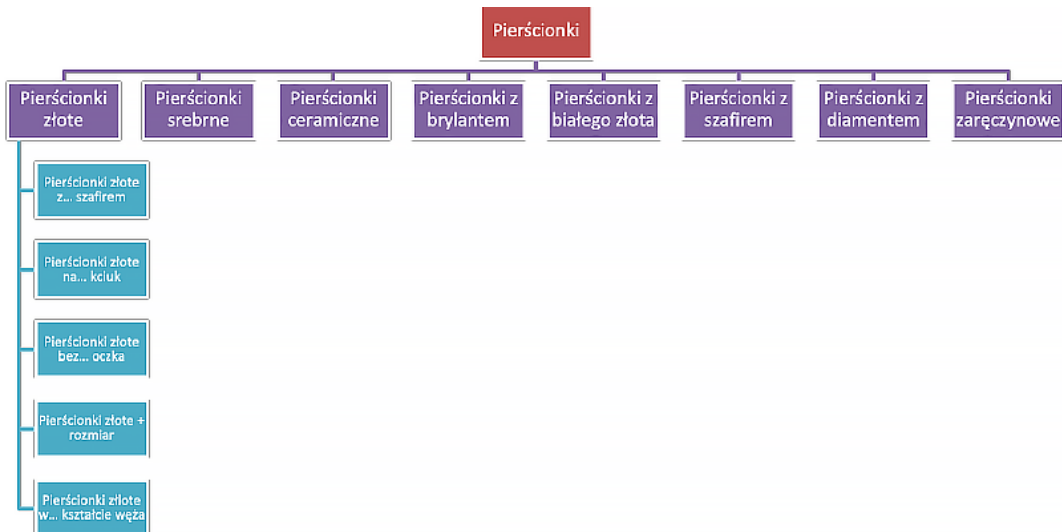 Pierścionki
Pierścionki
złote
Pierścionki
srebrne
Pierścionki
ceramiczne
Pierścionki z
brylantem
Pierścionki z
białego złota
Pierścionki z
szafirem
Pierścionki z
diamentem
Pierścionki
zaręczynowe
Pierścionki złote
z... szafirem
Pierścionki złote
na... kciuk
Pierścionki złote
bez... oczka
Pierścionki złote +
rozmiar
Pierścionki złłote
w... kształcie węża